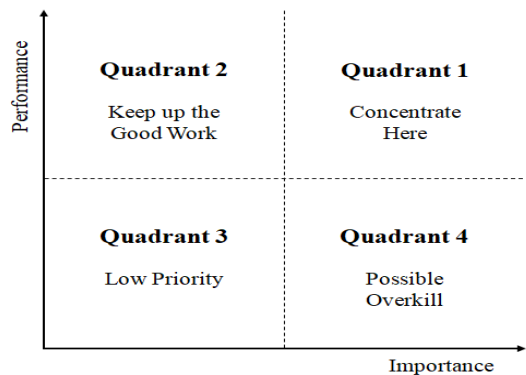 Performance
Quadrant 2
Keep up the
Good Work
Quadrant 1
Concentrate
Here
Quadrant 3
Low Priority
Quadrant 4
Possible
Overkill
Importance